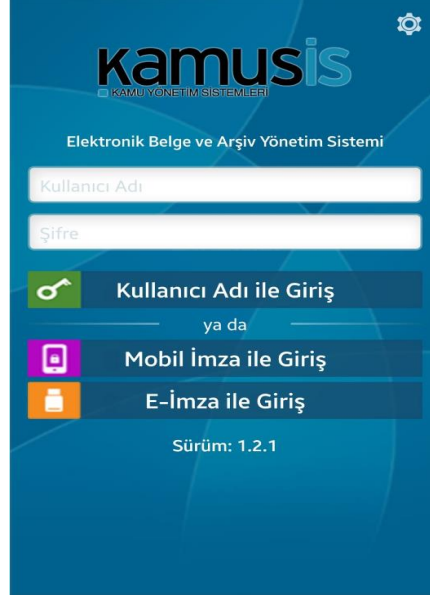 Kamusis
KAMU YÖNETİM SİSTEMLERİ
Elektronik Belge ve Arşiv Yönetim Sistemi
Kullanıcı Adı
Şifre
Kullanıcı Adı ile Giriş
ya da
Mobil İmza ile Giriş
E-İmza ile Giriş
Sürüm: 1.2.1